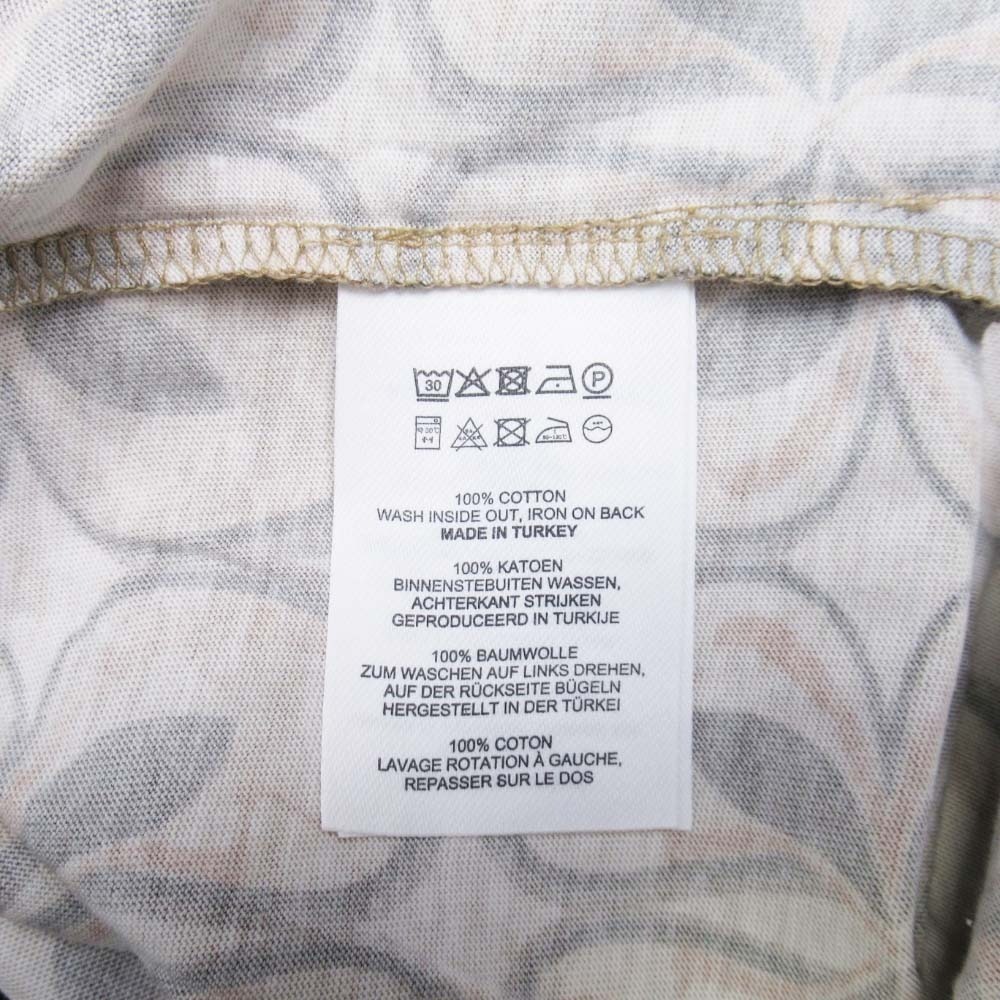 30 P
100% COTTON
WASH INSIDE OUT, IRON ON BACK
MADE IN TURKEY
100% KATOEN
BINNENSTEBUITEN WASSEN,
ACHTERKANT STRIJKEN
GEPRODUCEERD IN TURKIJE
100% BAUMWOLLE
ZUM WASCHEN AUF LINKS DREHEN,
AUF DER RÜCKSEITE BÜGELN
HERGESTELLT IN DER TÜRKEI
100% COTON
LAVAGE ROTATION À GAUCHE,
REPASSER SUR LE DOS